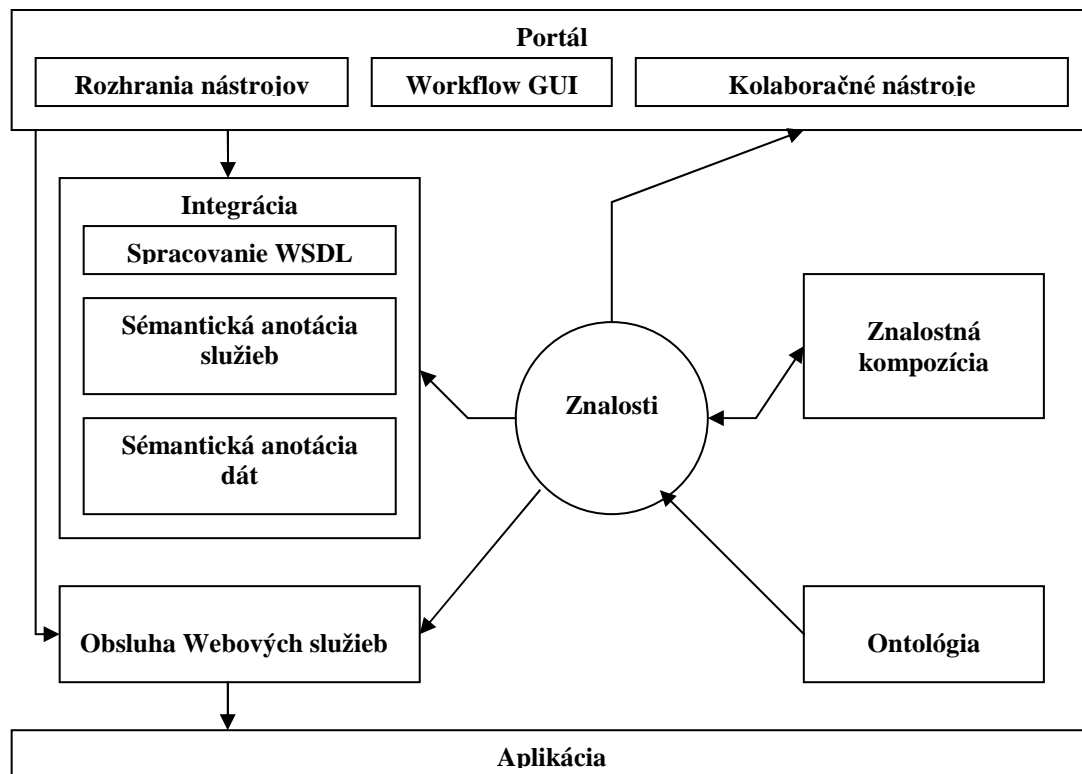 Portál
Rozhrania nástrojov
Workflow GUI
Kolaboračné nástroje
Integrácia
Spracovanie WSDL
Sémantická anotácia
služieb
Sémantická anotácia
dát
Znalosti
Znalostná
kompozícia
Obsluha Webových služieb
Ontológia
Aplikácia